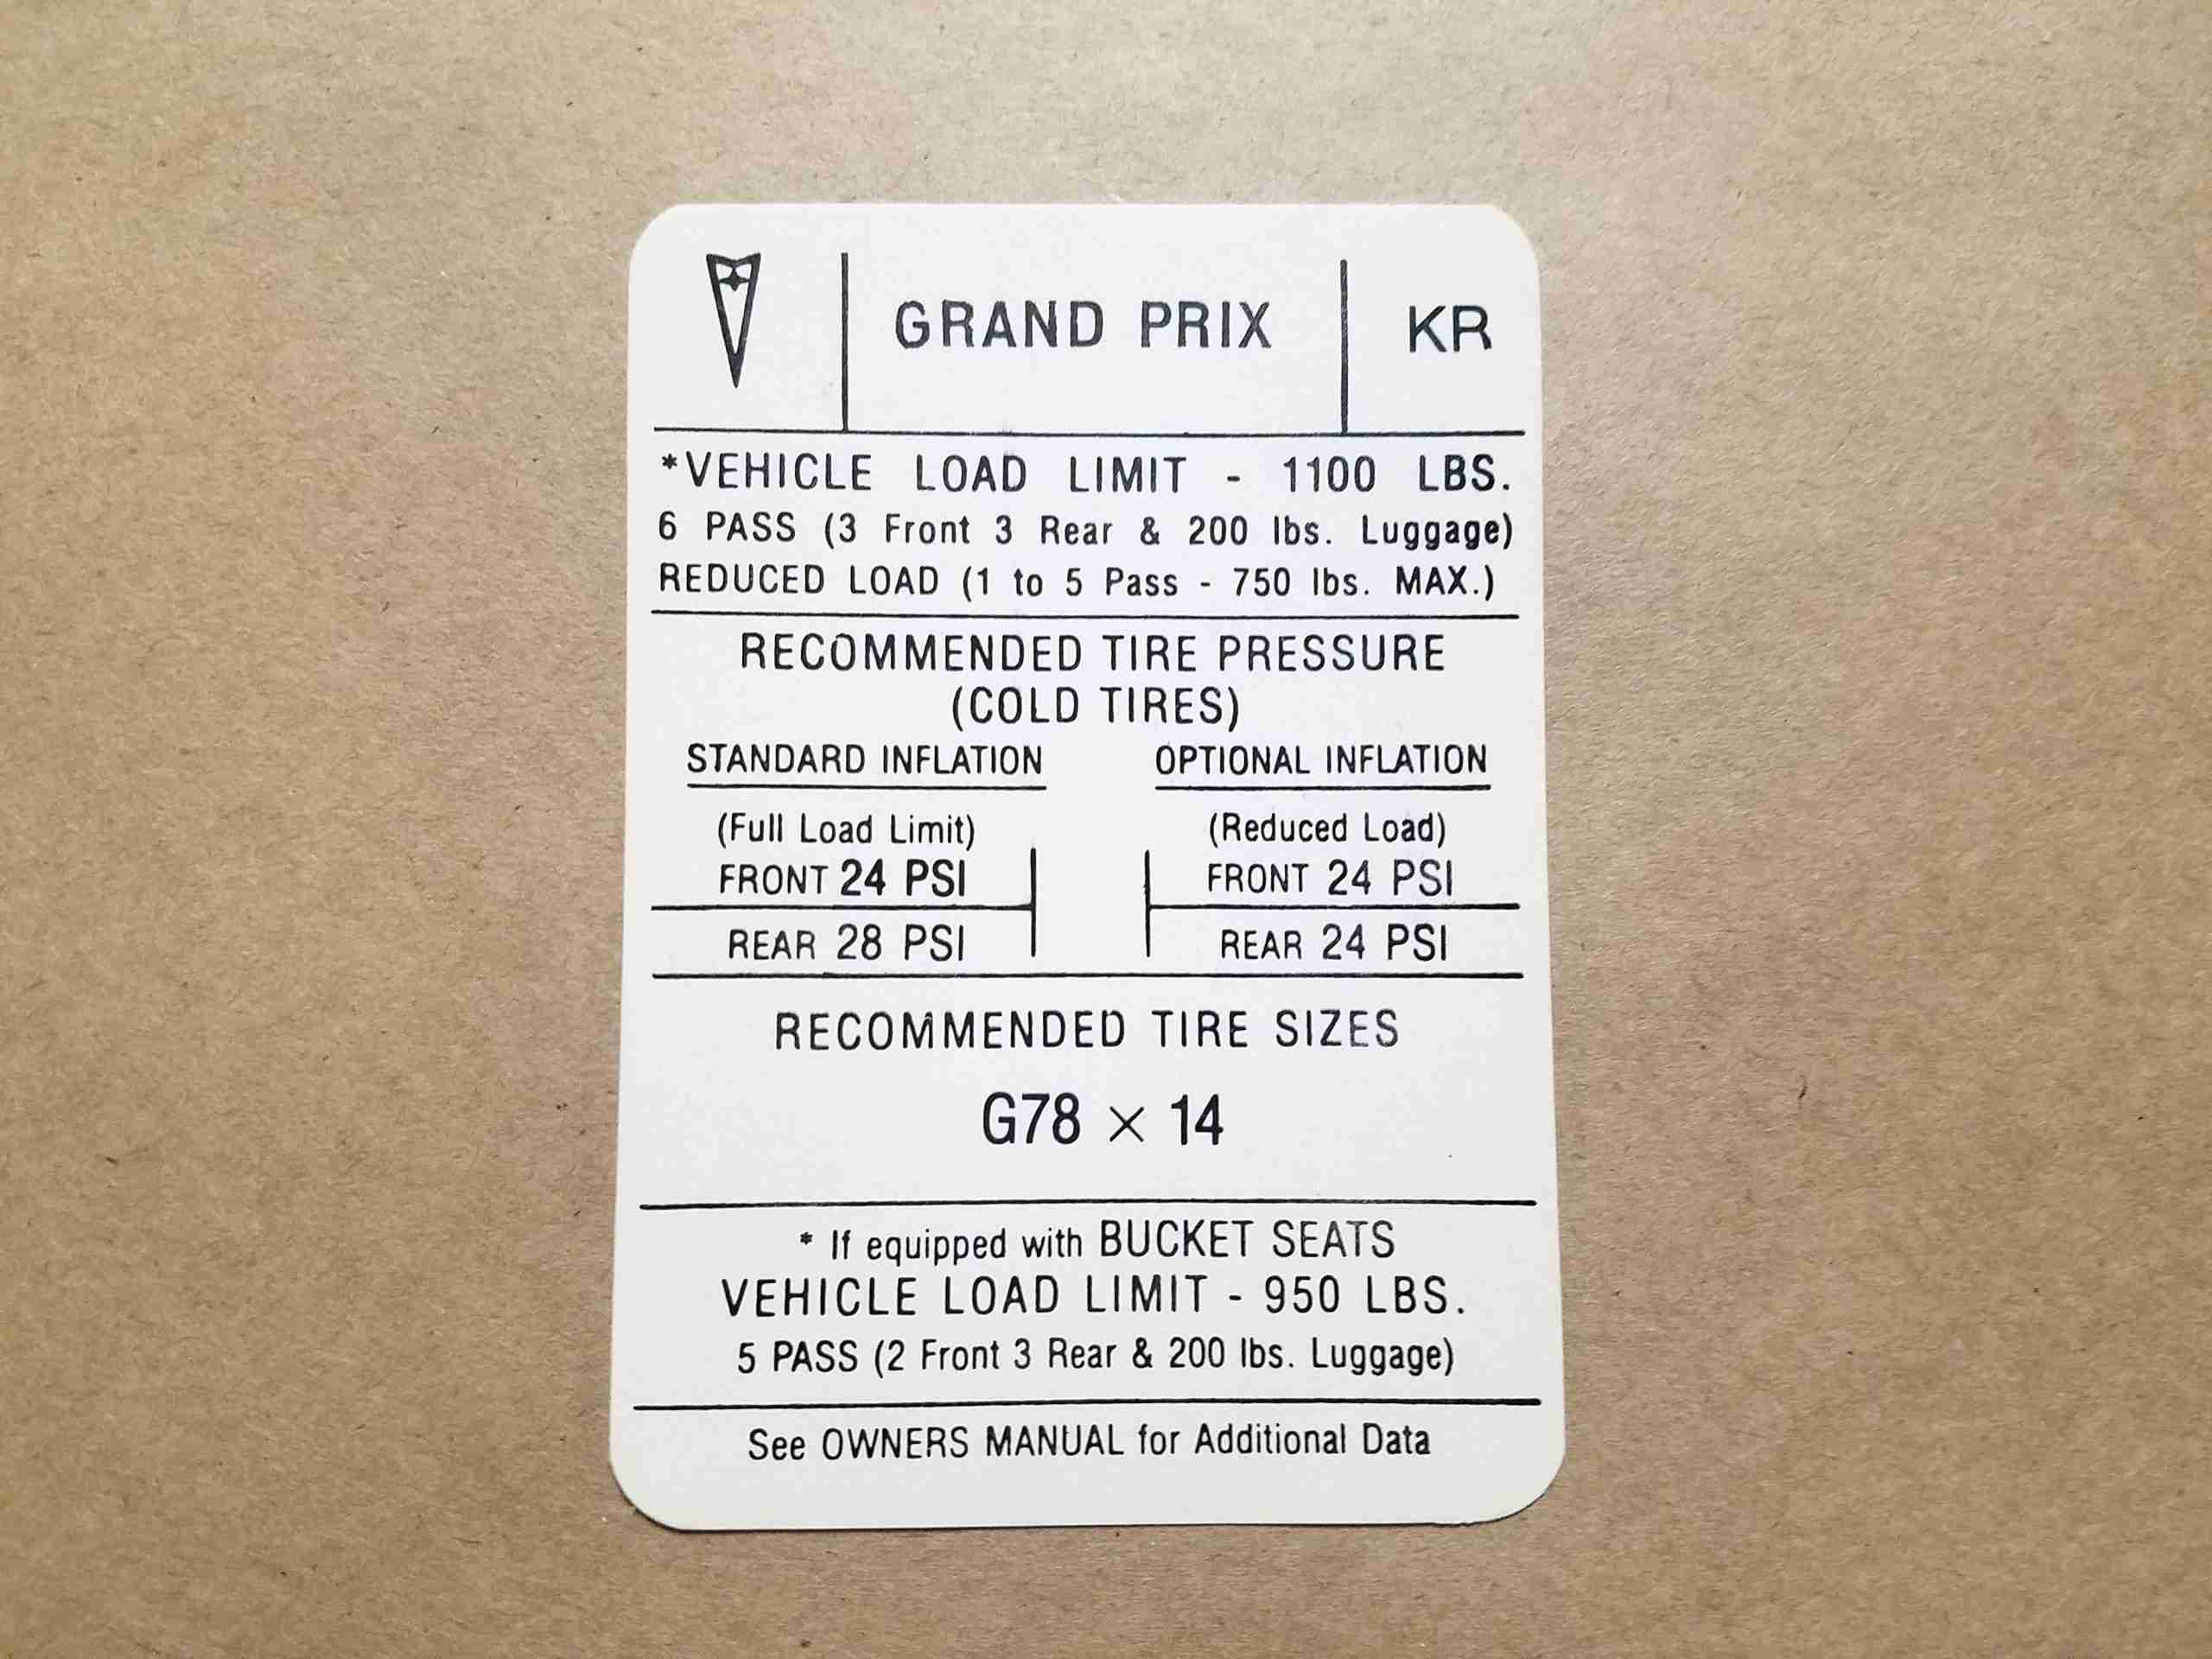 GRAND PRIX KR
*VEHICLE LOAD LIMIT - 1100 LBS.
6 PASS (3 Front 3 Rear & 200 lbs. Luggage)
REDUCED LOAD (1 to 5 Pass - 750 lbs. MAX.)
RECOMMENDED TIRE PRESSURE
(COLD TIRES)
STANDARD INFLATION OPTIONAL INFLATION
(Full Load Limit) (Reduced Load)
FRONT 24 PSI FRONT 24 PSI
REAR 28 PSI REAR 24 PSI
RECOMMENDED TIRE SIZES
G78 × 14
* If equipped with BUCKET SEATS
VEHICLE LOAD LIMIT - 950 LBS.
5 PASS (2 Front 3 Rear & 200 lbs. Luggage)
See OWNERS MANUAL for Additional Data